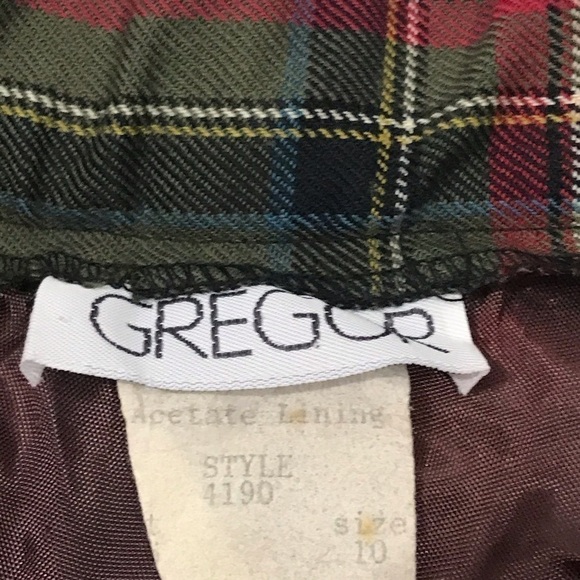 GREGOR
Acetate Lining
STYLE
4190
size
10